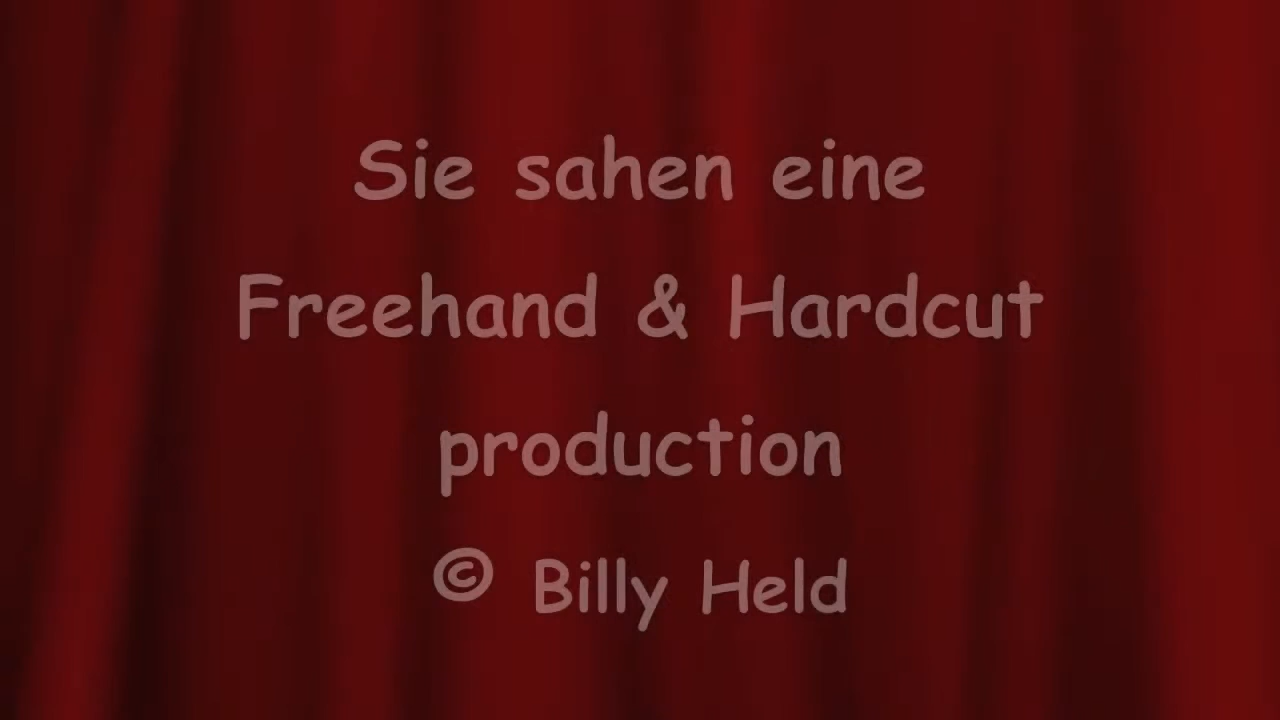 Sie sahen eine
Freehand & Hardcut
production
© Billy Held